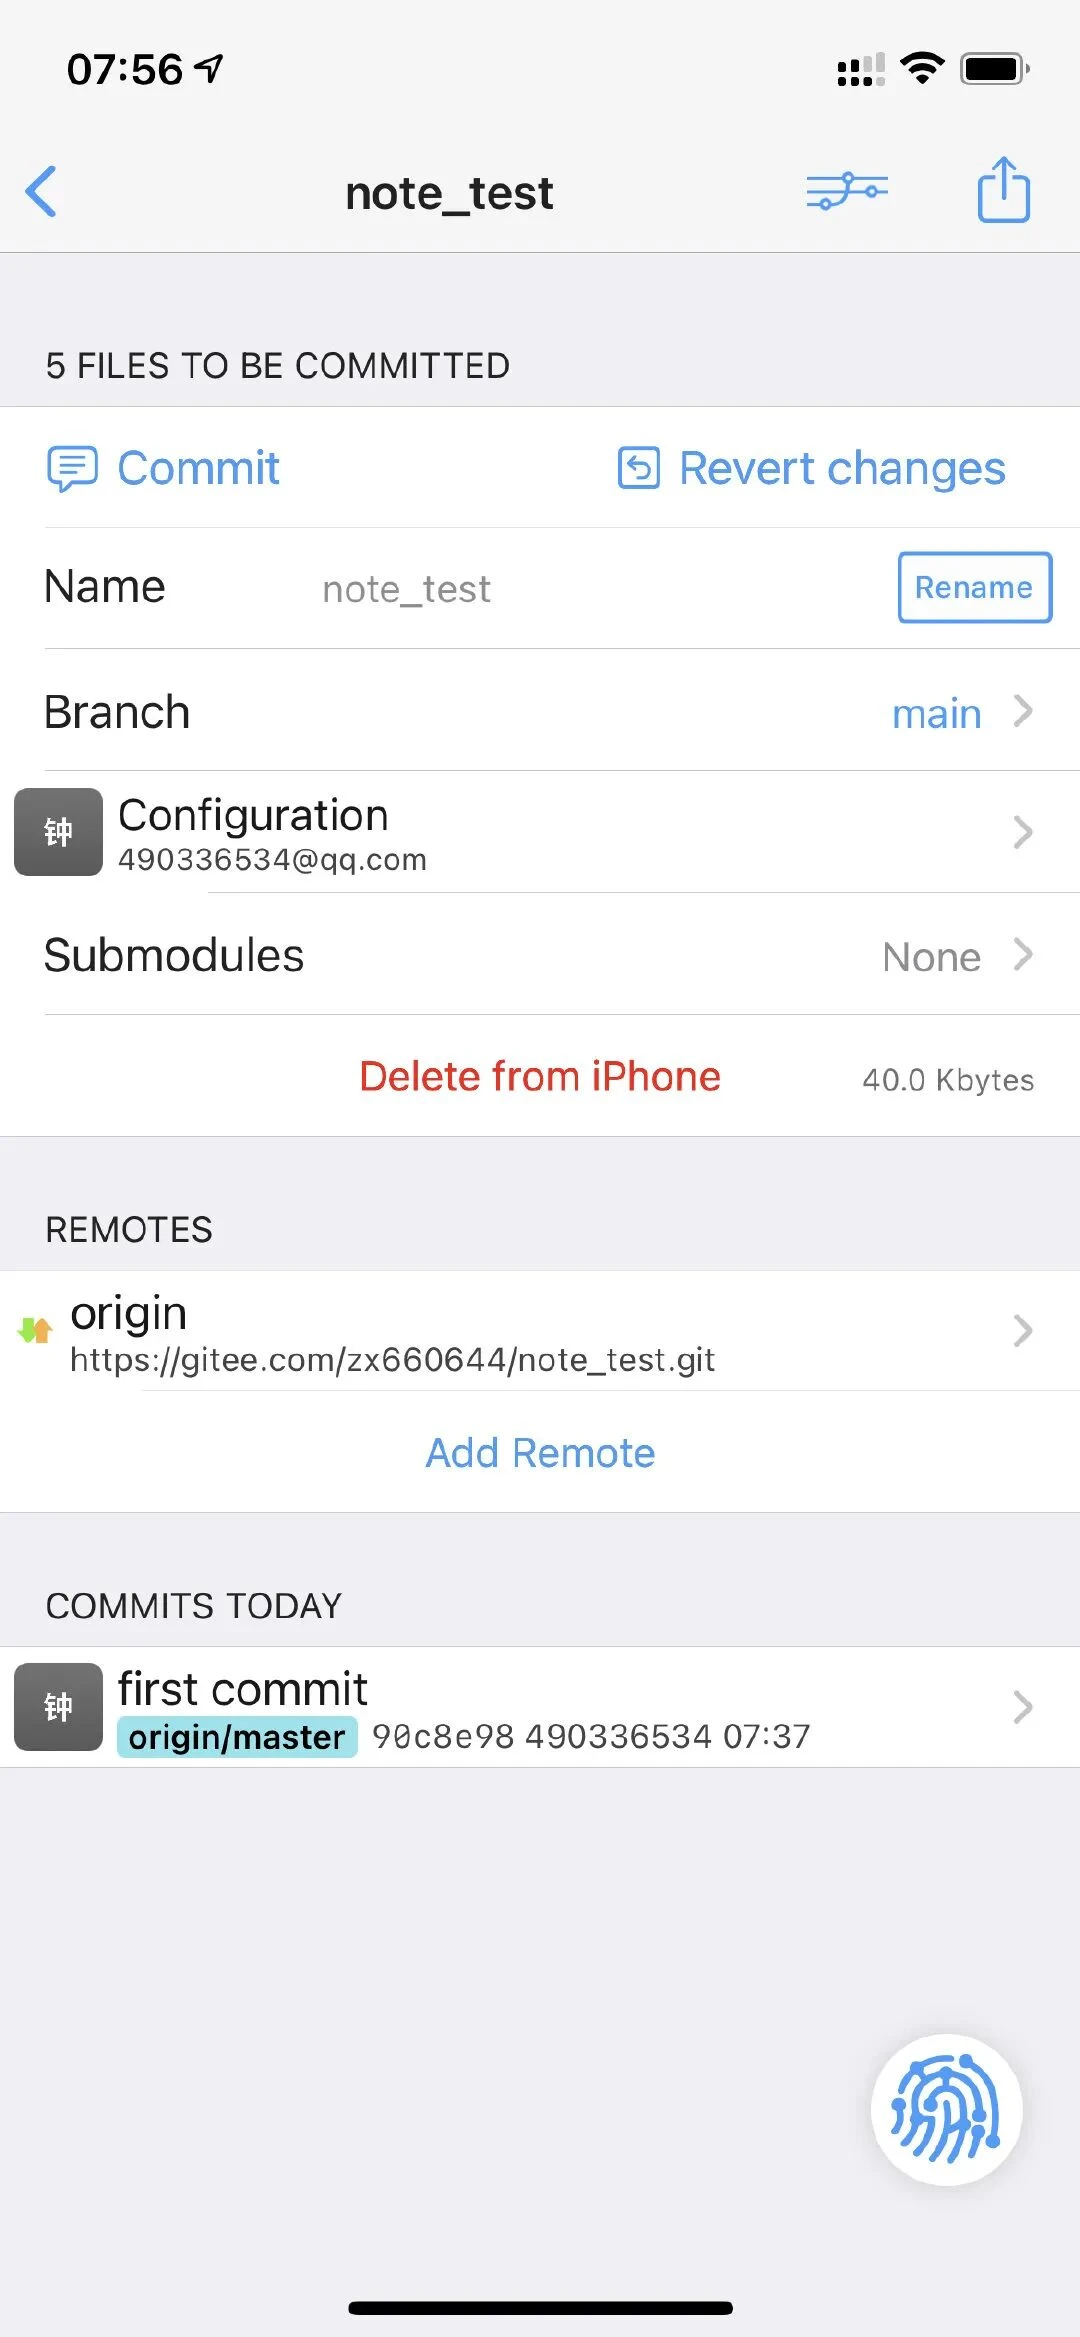 07:56
note_test
5 FILES TO BE COMMITTED
Commit
Revert changes
Name note_test Rename
Branch main
钟
Configuration
490336534@qq.com
Submodules None
Delete from iPhone 40.0 Kbytes
REMOTES
origin
https://gitee.com/zx660644/note_test.git
Add Remote
COMMITS TODAY
钟
first commit
origin/master 90c8e98 490336534 07:37